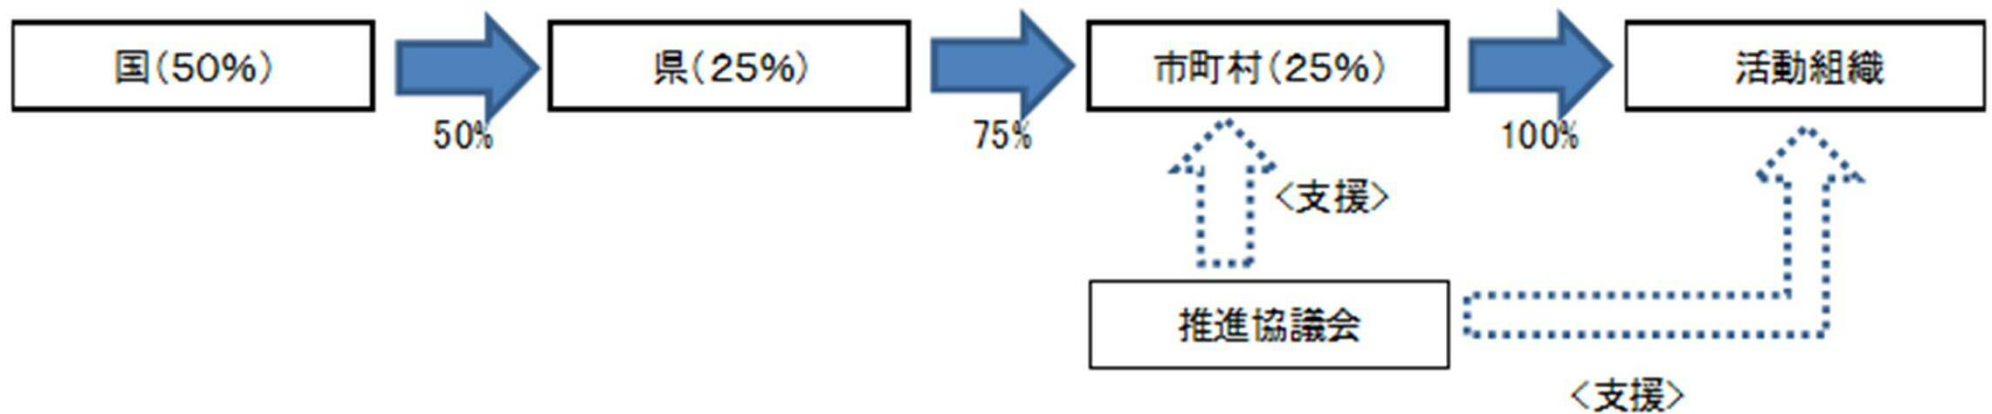 国(50%)
県(25%)
市町村(25%)
活動組織
50%
75%
100%
<支援>
推進協議会
<支援>